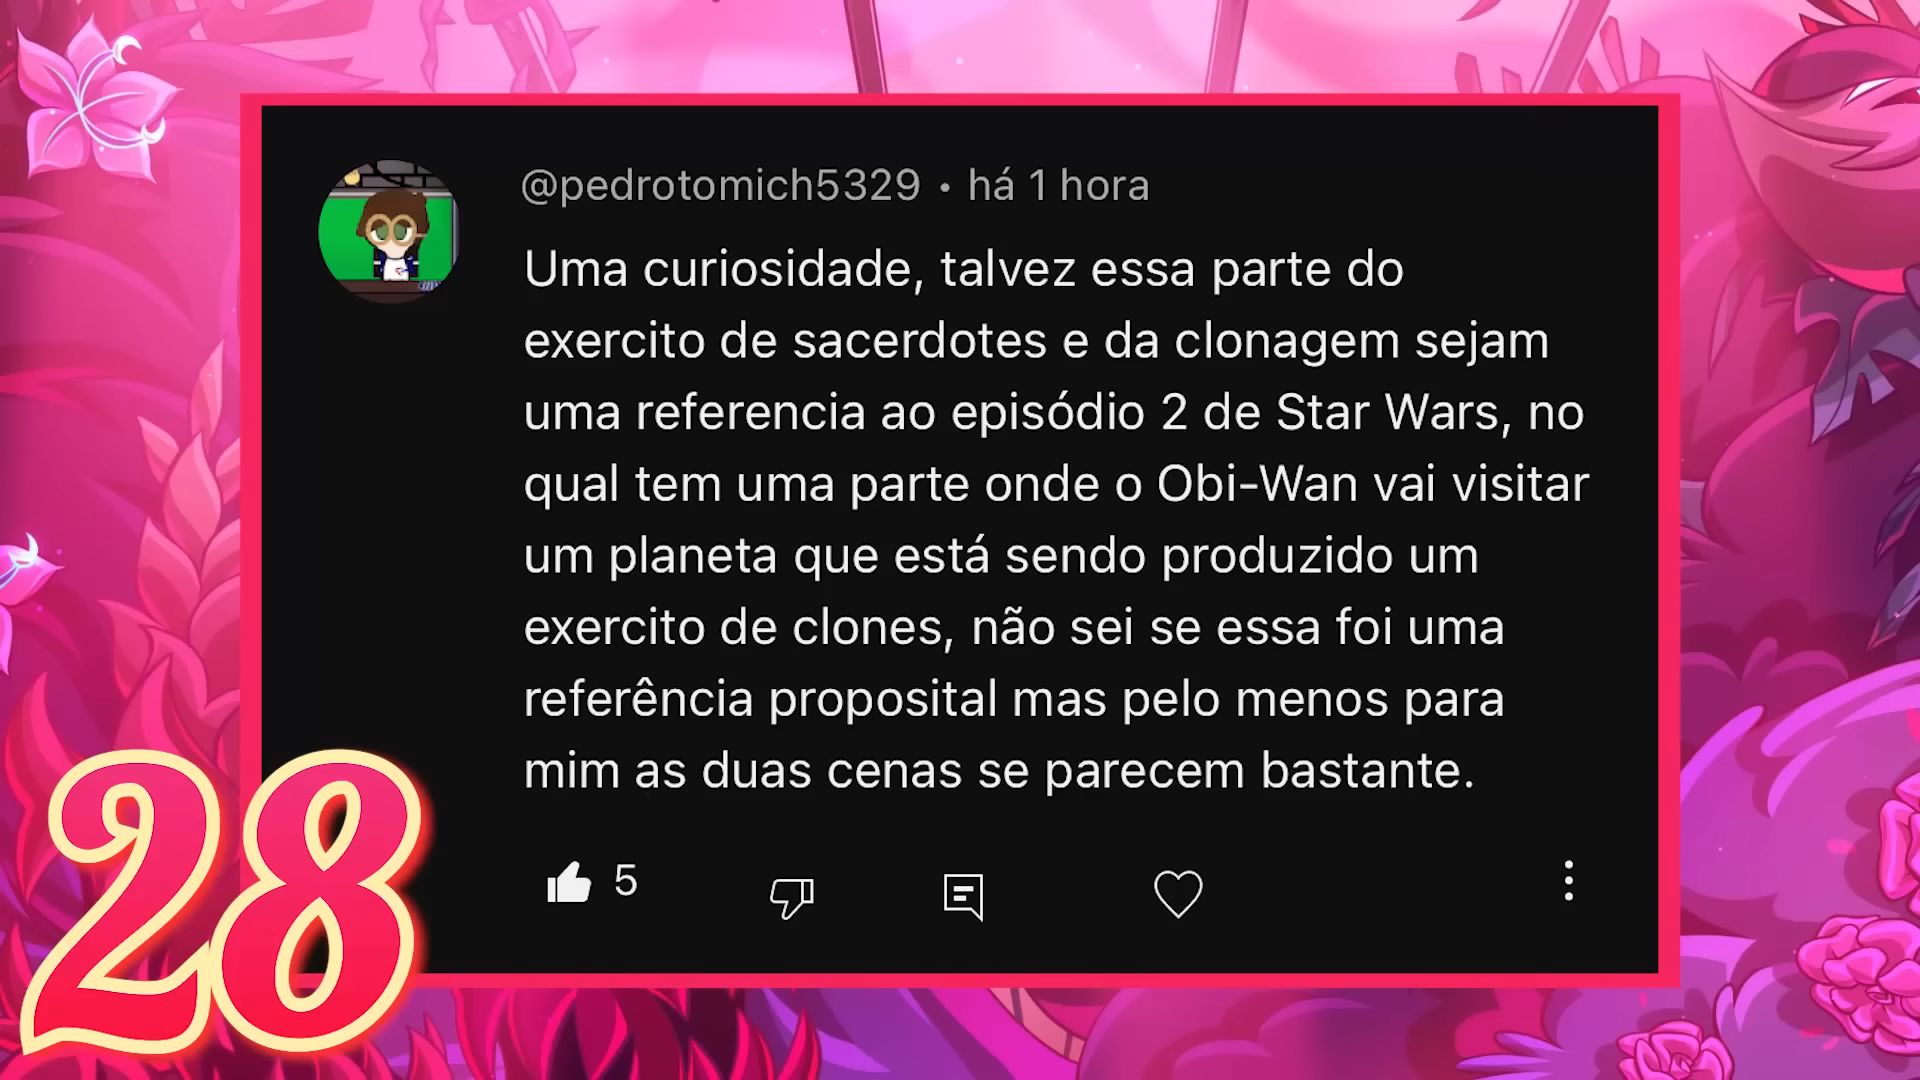 @pedrotomich5329 • há 1 hora
Uma curiosidade, talvez essa parte do
exercito de sacerdotes e da clonagem sejam
uma referencia ao episódio 2 de Star Wars, no
qual tem uma parte onde o Obi-Wan vai visitar
um planeta que está sendo produzido um
exercito de clones, não sei se essa foi uma
referência proposital mas pelo menos para
mim as duas cenas se parecem bastante.
5
28